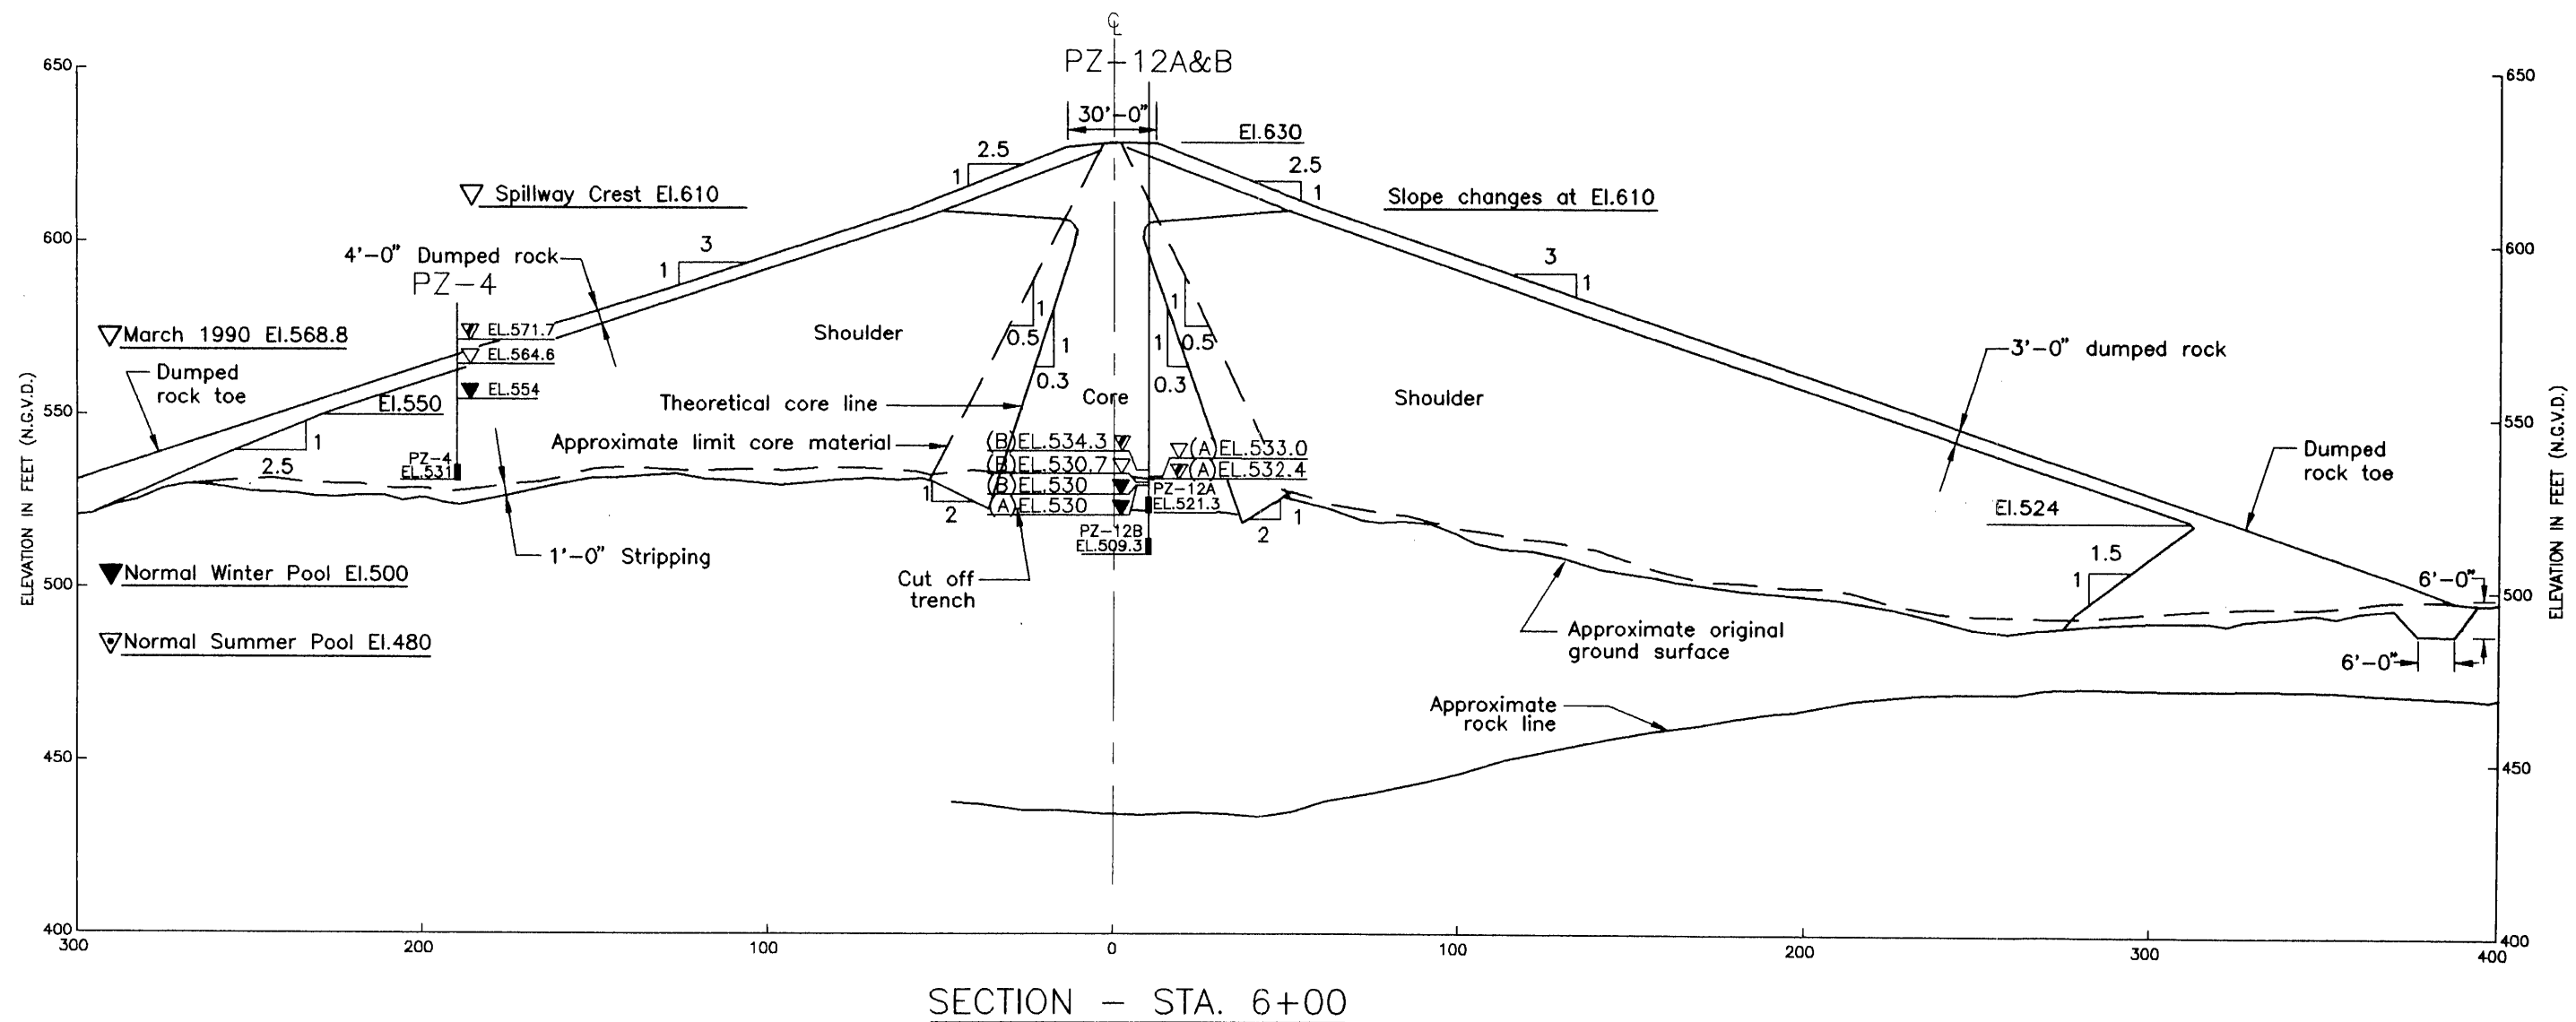 ℄
PZ-12A&B
650
650
30'-0"
El.630
2.5
1
2.5
1
Spillway Crest El.610
Slope changes at El.610
600
600
3
1
3
1
4'-0" Dumped rock
PZ-4
EL.571.7
EL.564.6
EL.554
March 1990 El.568.8
Shoulder
1
0.5
1
0.3
1
0.5
1
0.3
3'-0" dumped rock
Dumped
rock toe
El.550
1
2.5
Theoretical core line
Core
Shoulder
550
550
ELEVATION IN FEET (N.G.V.D.)
ELEVATION IN FEET (N.G.V.D.)
Approximate limit core material
(B) EL.534.3
(A) EL.533.0
(B) EL.530.7
(A) EL.532.4
(B) EL.530
(A) EL.530
PZ-4
EL.531
PZ-12A
EL.521.3
PZ-12B
EL.509.3
1
2
2
1
Dumped
rock toe
El.524
1.5
1
1'-0" Stripping
Cut off
trench
500
500
Normal Winter Pool El.500
Normal Summer Pool El.480
6'-0"
6'-0"
Approximate original
ground surface
Approximate
rock line
450
450
400
400
300
200
100
0
100
200
300
400
SECTION - STA. 6+00